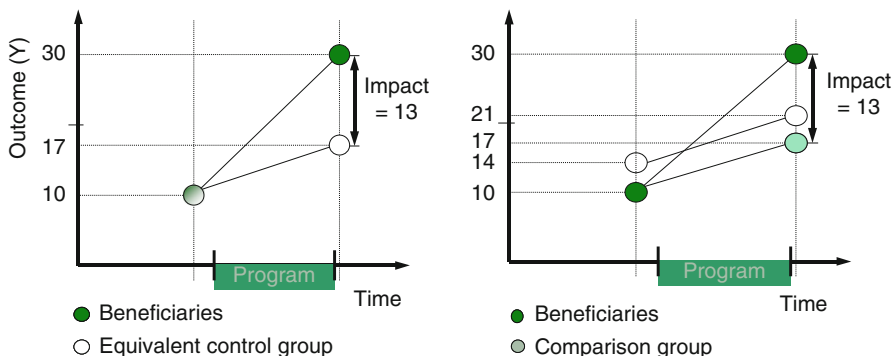 Outcome (Y)
30
17
10
Impact
= 13
Program
Time
Beneficiaries
Equivalent control group
30
21
17
14
10
Impact
= 13
Program
Time
Beneficiaries
Comparison group